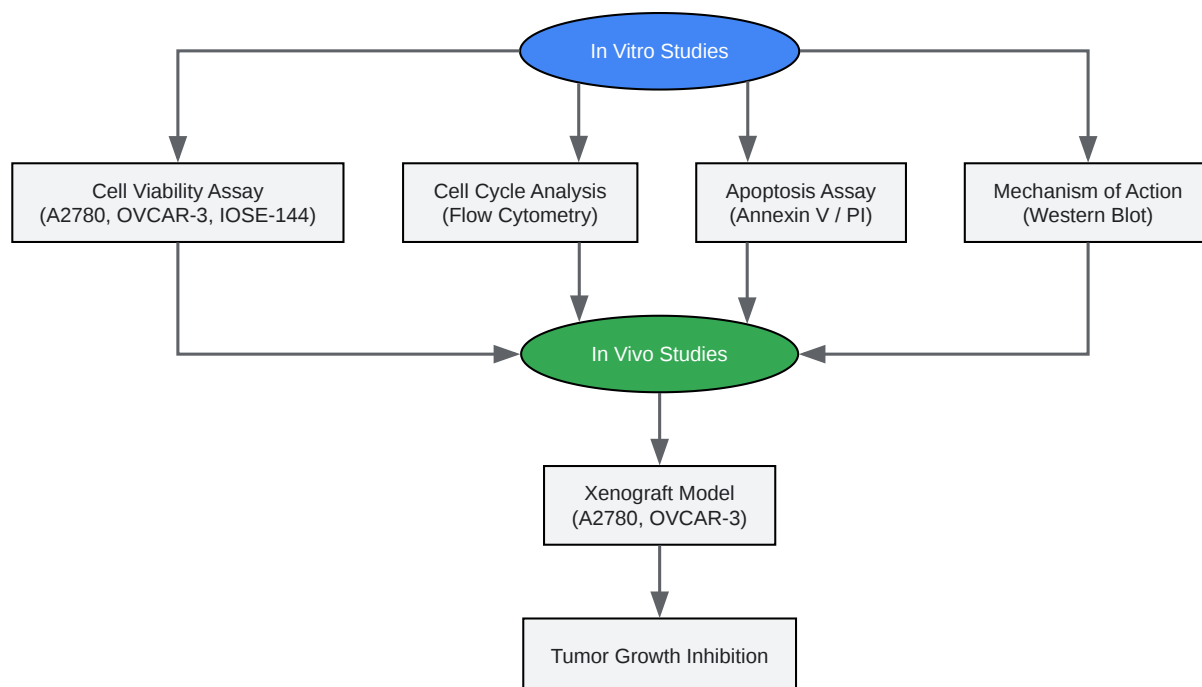 In Vitro Studies
Cell Viability Assay
(A2780, OVCAR-3, IOSE-144)
Cell Cycle Analysis
(Flow Cytometry)
Apoptosis Assay
(Annexin V / PI)
Mechanism of Action
(Western Blot)
In Vivo Studies
Xenograft Model
(A2780, OVCAR-3)
Tumor Growth Inhibition